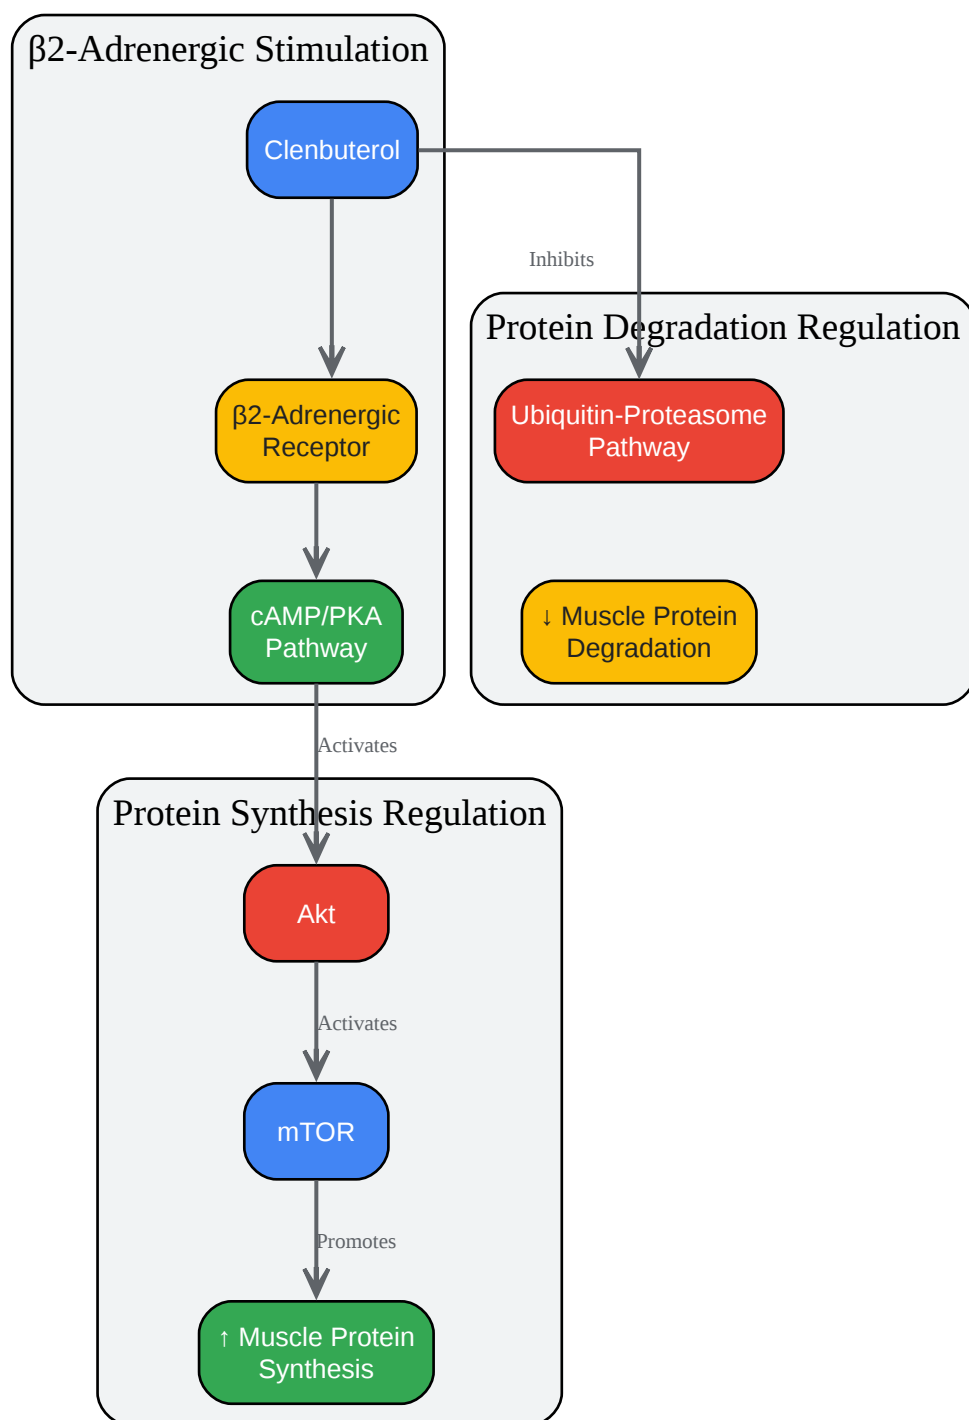 β2-Adrenergic Stimulation
Clenbuterol
Inhibits
Protein Degradation Regulation
β2-Adrenergic
Receptor
Ubiquitin-Proteasome
Pathway
cAMP/PKA
Pathway
↓ Muscle Protein
Degradation
Activates
Protein Synthesis Regulation
Akt
Activates
mTOR
Promotes
↑ Muscle Protein
Synthesis